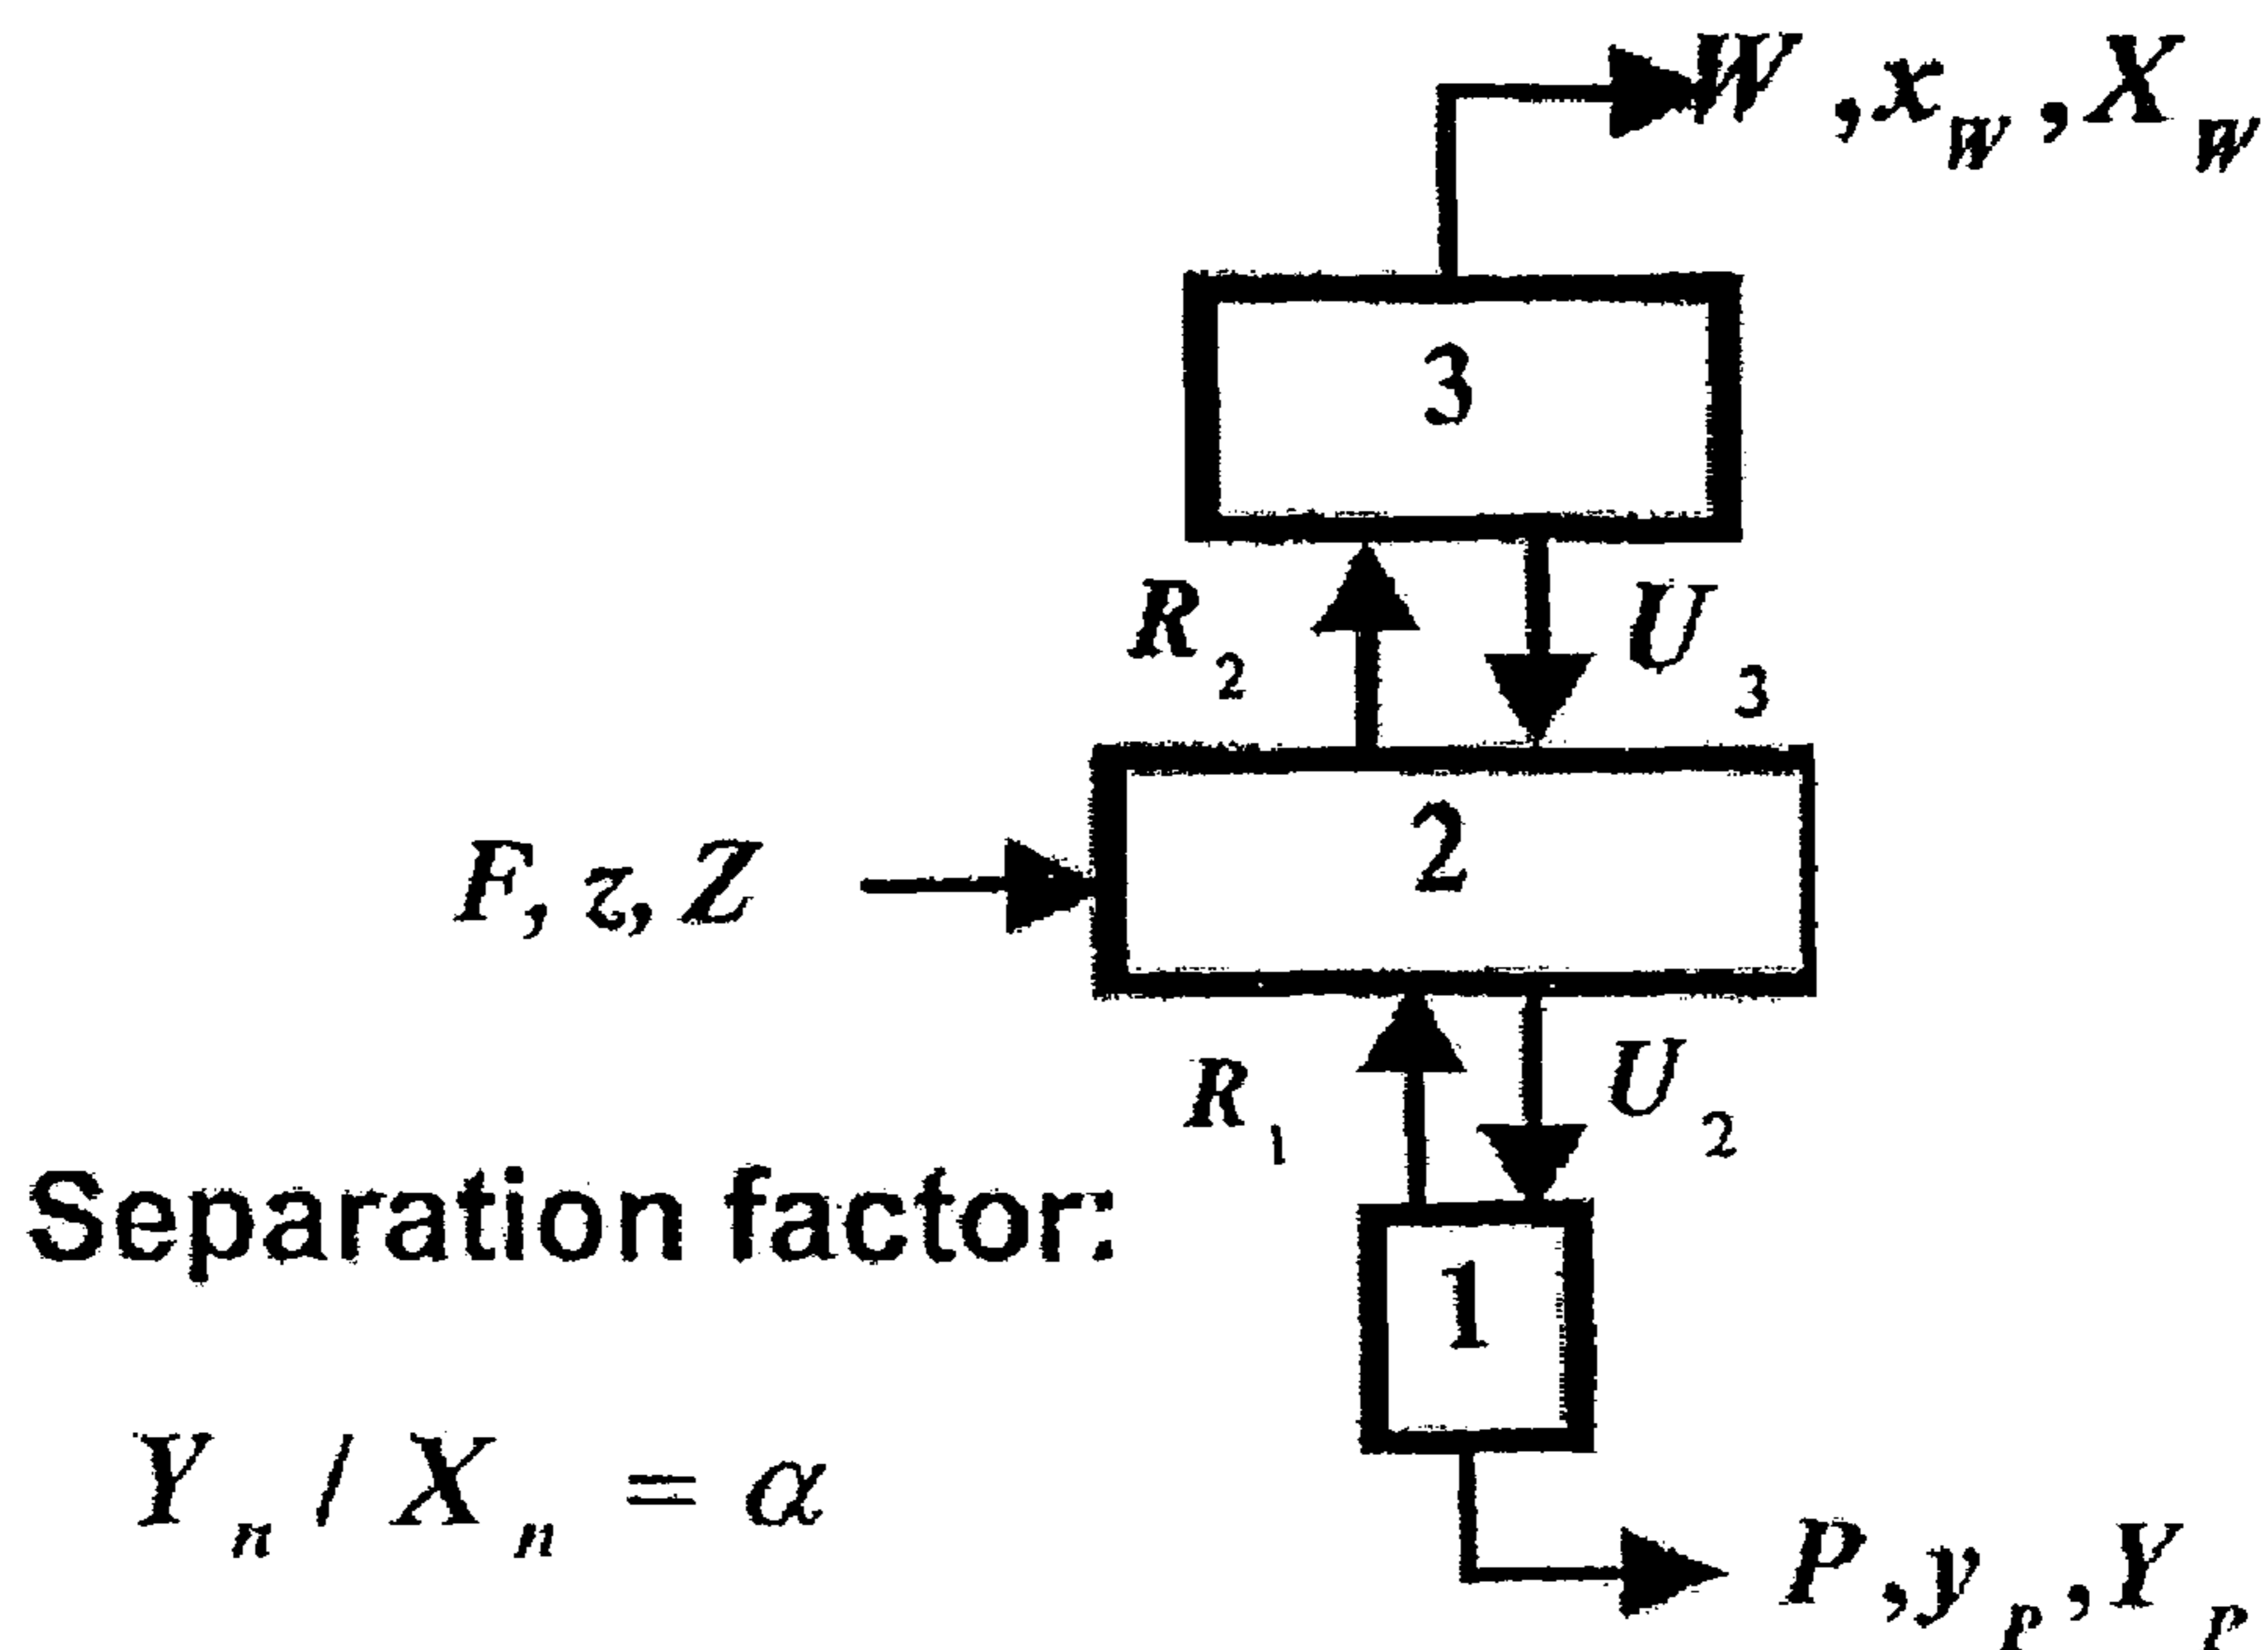 W , x_w , X_w
3
R_2
U_3
2
F, z, Z
R_1
U_2
Separation factor:
1
Y_n / X_n = α
P , y_p , Y_p